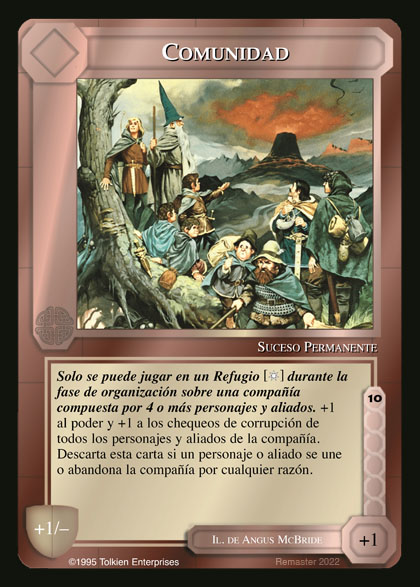 COMUNIDAD
SUCESO PERMANENTE
Solo se puede jugar en un Refugio [] durante la
fase de organización sobre una compañía
compuesta por 4 o más personajes y aliados. +1
al poder y +1 a los chequeos de corrupción de
todos los personajes y aliados de la compañía.
Descarta esta carta si un personaje o aliado se une
o abandona la compañía por cualquier razón.
10
+1/–
IL. DE ANGUS MCBRIDE
+1
©1995 Tolkien Enterprises
Remaster 2022